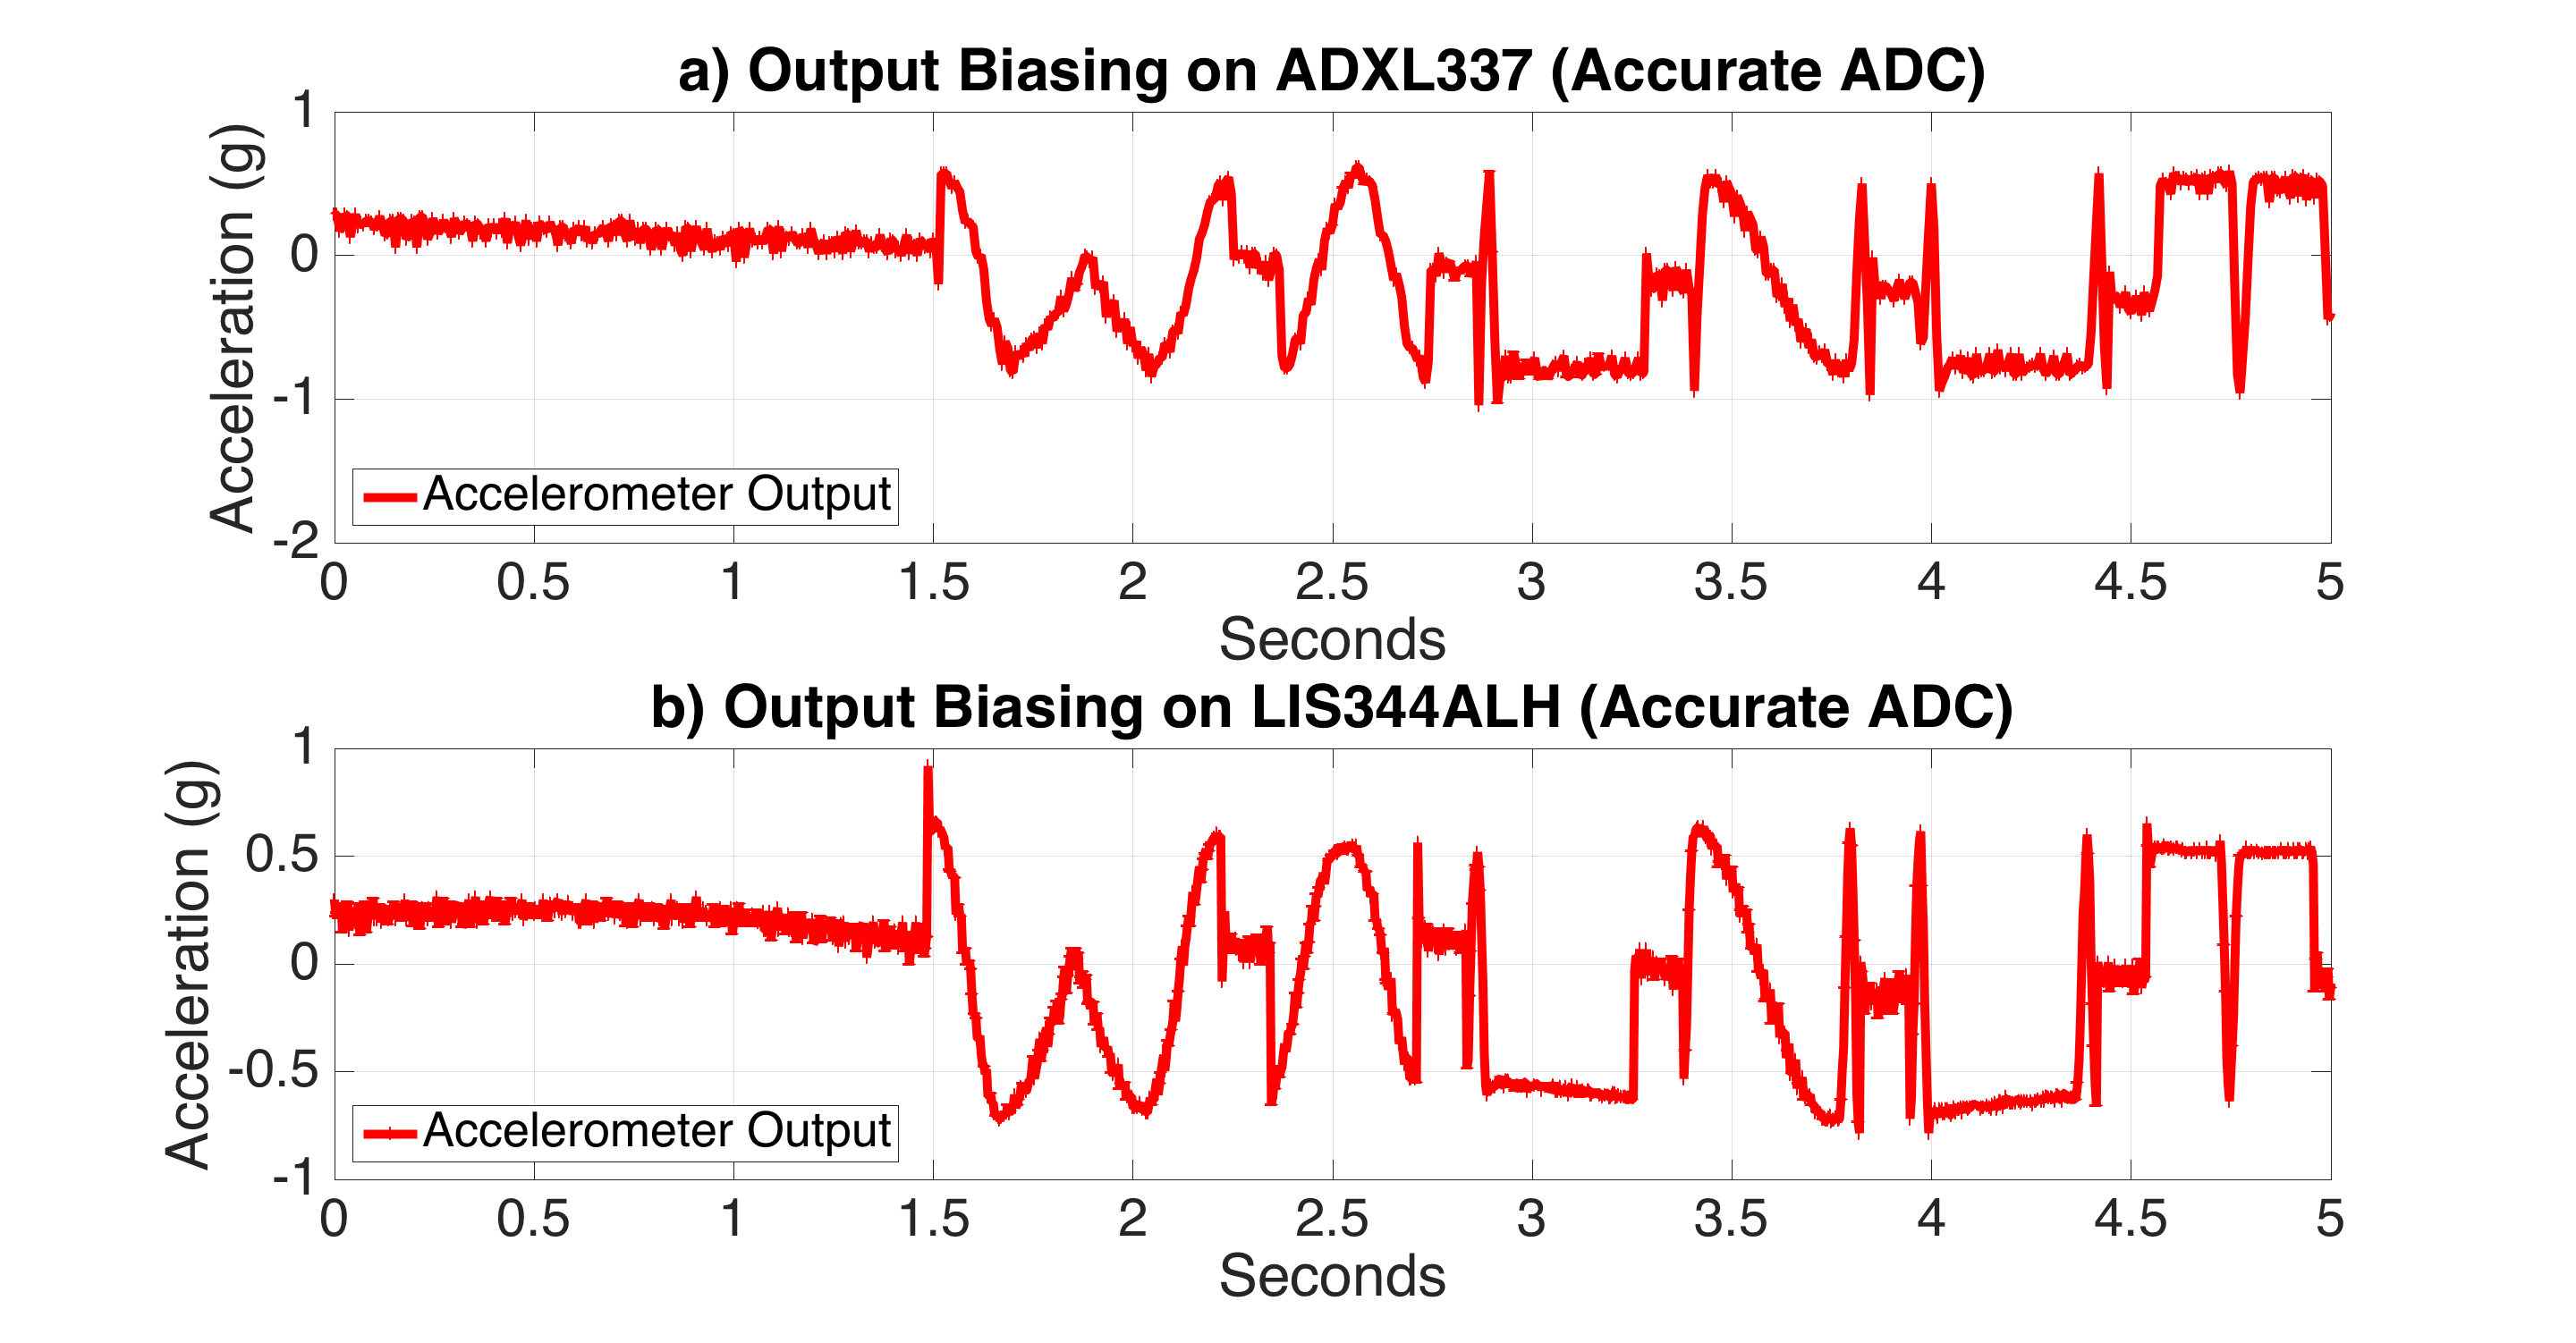 a) Output Biasing on ADXL337 (Accurate ADC)
Acceleration (g)
1
0
-1
-2
Accelerometer Output
0 0.5 1 1.5 2 2.5 3 3.5 4 4.5 5
Seconds
b) Output Biasing on LIS344ALH (Accurate ADC)
Acceleration (g)
1
0.5
0
-0.5
-1
Accelerometer Output
0 0.5 1 1.5 2 2.5 3 3.5 4 4.5 5
Seconds